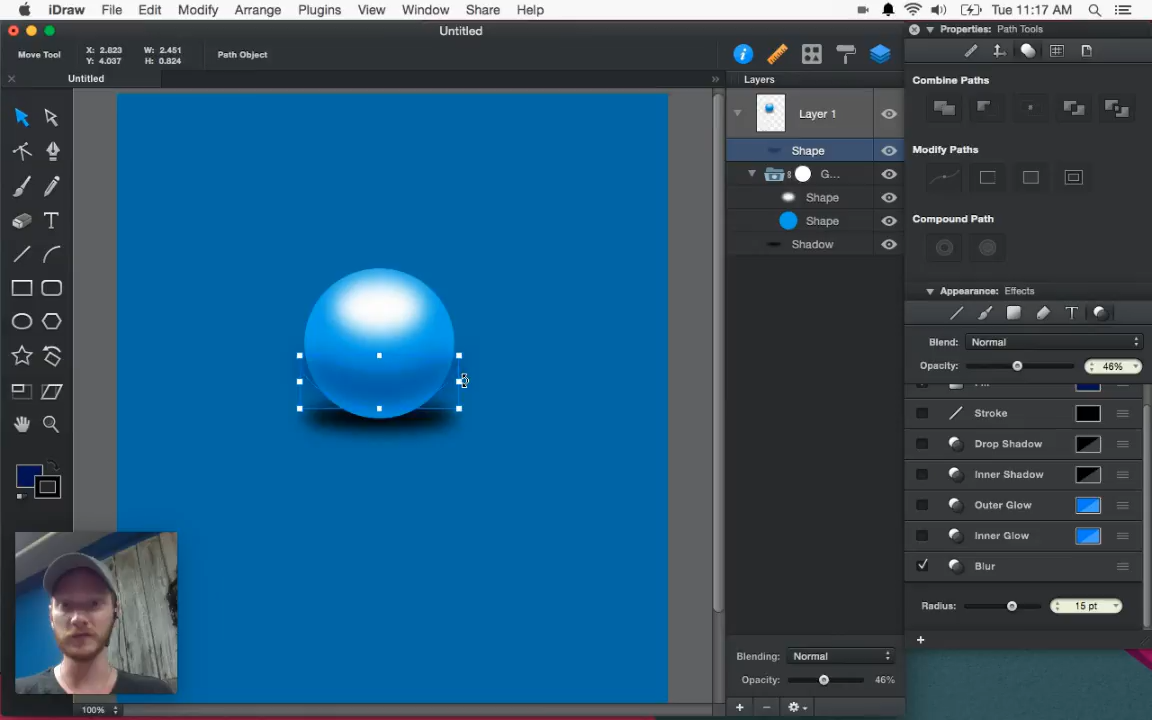 iDraw File Edit Modify Arrange Plugins View Window Share Help Tue 11:17 AM
Untitled
Move Tool X: 2.823 W: 2.451 Path Object
Y: 4.037 H: 0.824
Untitled
Layers
Layer 1
Shape
G...
Shape
Shape
Shadow
Blending: Normal
Opacity: 46%
Properties: Path Tools
Combine Paths
Modify Paths
Compound Path
Appearance: Effects
Blend: Normal
Opacity: 46%
Stroke
Drop Shadow
Inner Shadow
Outer Glow
Inner Glow
Blur
Radius: 15 pt
100%